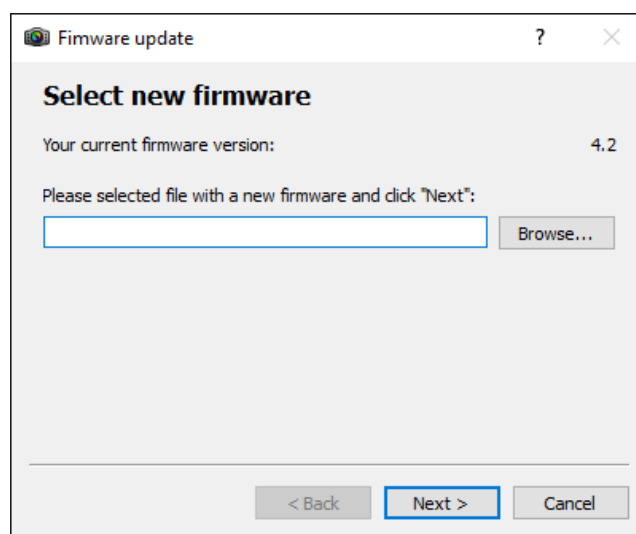 Fimware update
Select new firmware
Your current firmware version: 4.2
Please selected file with a new firmware and click "Next":
Browse...
< Back Next > Cancel